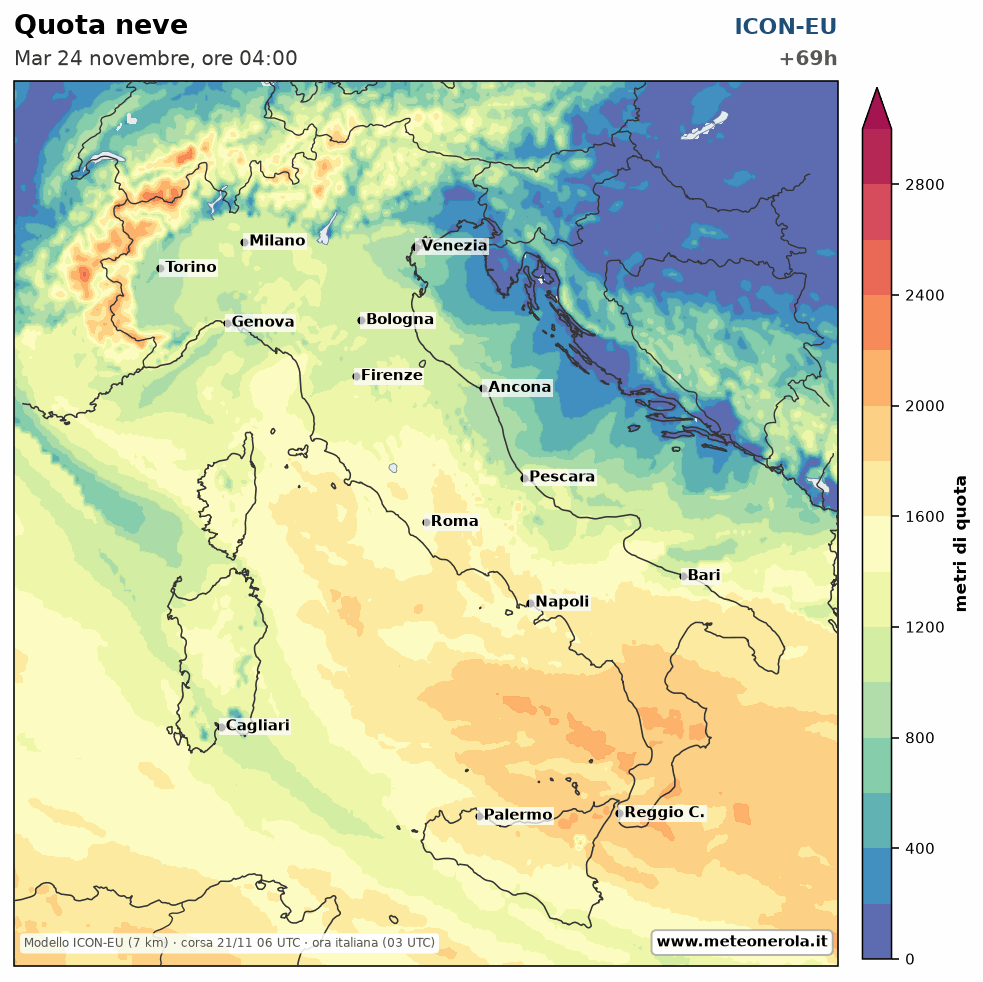 Quota neve
ICON-EU
Mar 24 novembre, ore 04:00
+69h
2800
2400
2000
1600
1200
800
400
0
metri di quota
Milano
Venezia
Torino
Genova
Bologna
Firenze
Ancona
Pescara
Roma
Bari
Napoli
Cagliari
Palermo
Reggio C.
Modello ICON-EU (7 km) · corsa 21/11 06 UTC · ora italiana (03 UTC)
www.meteonerola.it